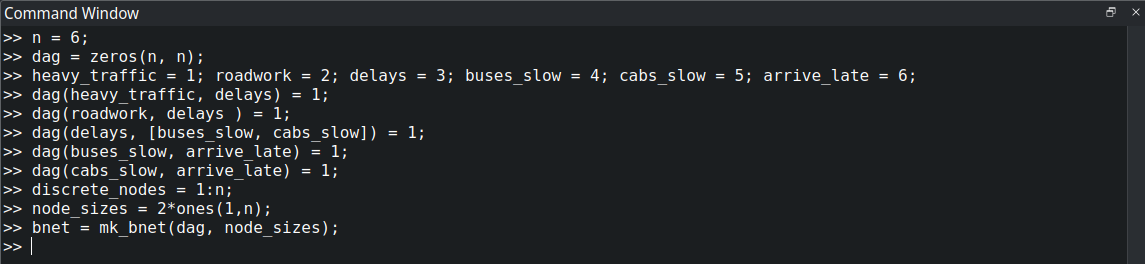 Command Window
>> n = 6;
>> dag = zeros(n, n);
>> heavy_traffic = 1; roadwork = 2; delays = 3; buses_slow = 4; cabs_slow = 5; arrive_late = 6;
>> dag(heavy_traffic, delays) = 1;
>> dag(roadwork, delays ) = 1;
>> dag(delays, [buses_slow, cabs_slow]) = 1;
>> dag(buses_slow, arrive_late) = 1;
>> dag(cabs_slow, arrive_late) = 1;
>> discrete_nodes = 1:n;
>> node_sizes = 2*ones(1,n);
>> bnet = mk_bnet(dag, node_sizes);
>>